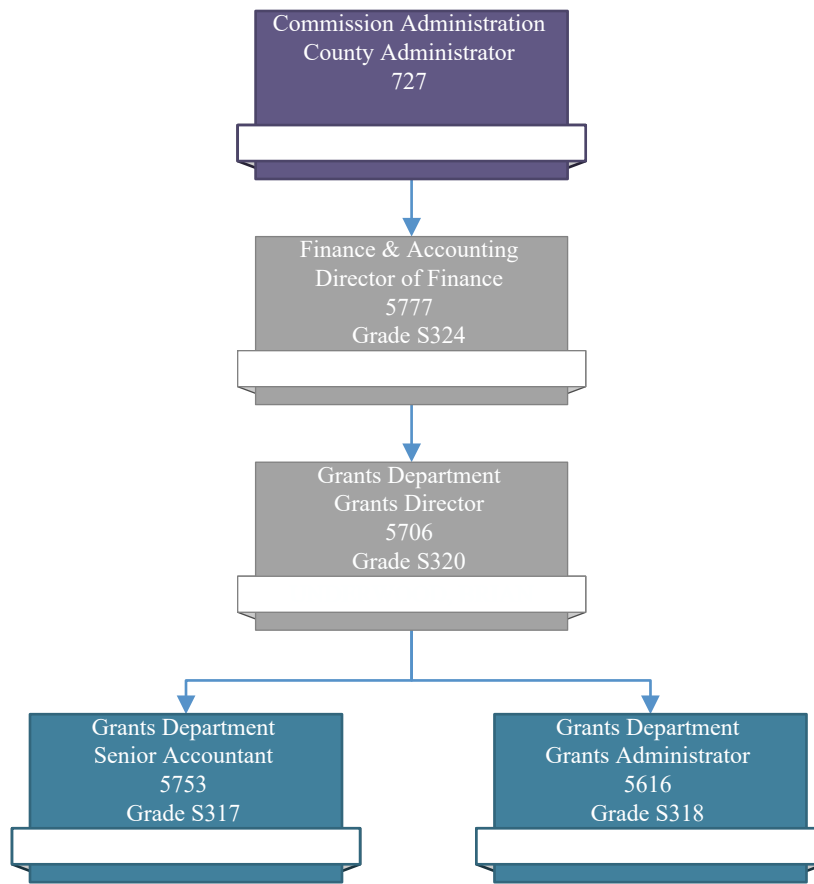 Commission Administration
County Administrator
727
Finance & Accounting
Director of Finance
5777
Grade S324
Grants Department
Grants Director
5706
Grade S320
Grants Department
Senior Accountant
5753
Grade S317
Grants Department
Grants Administrator
5616
Grade S318